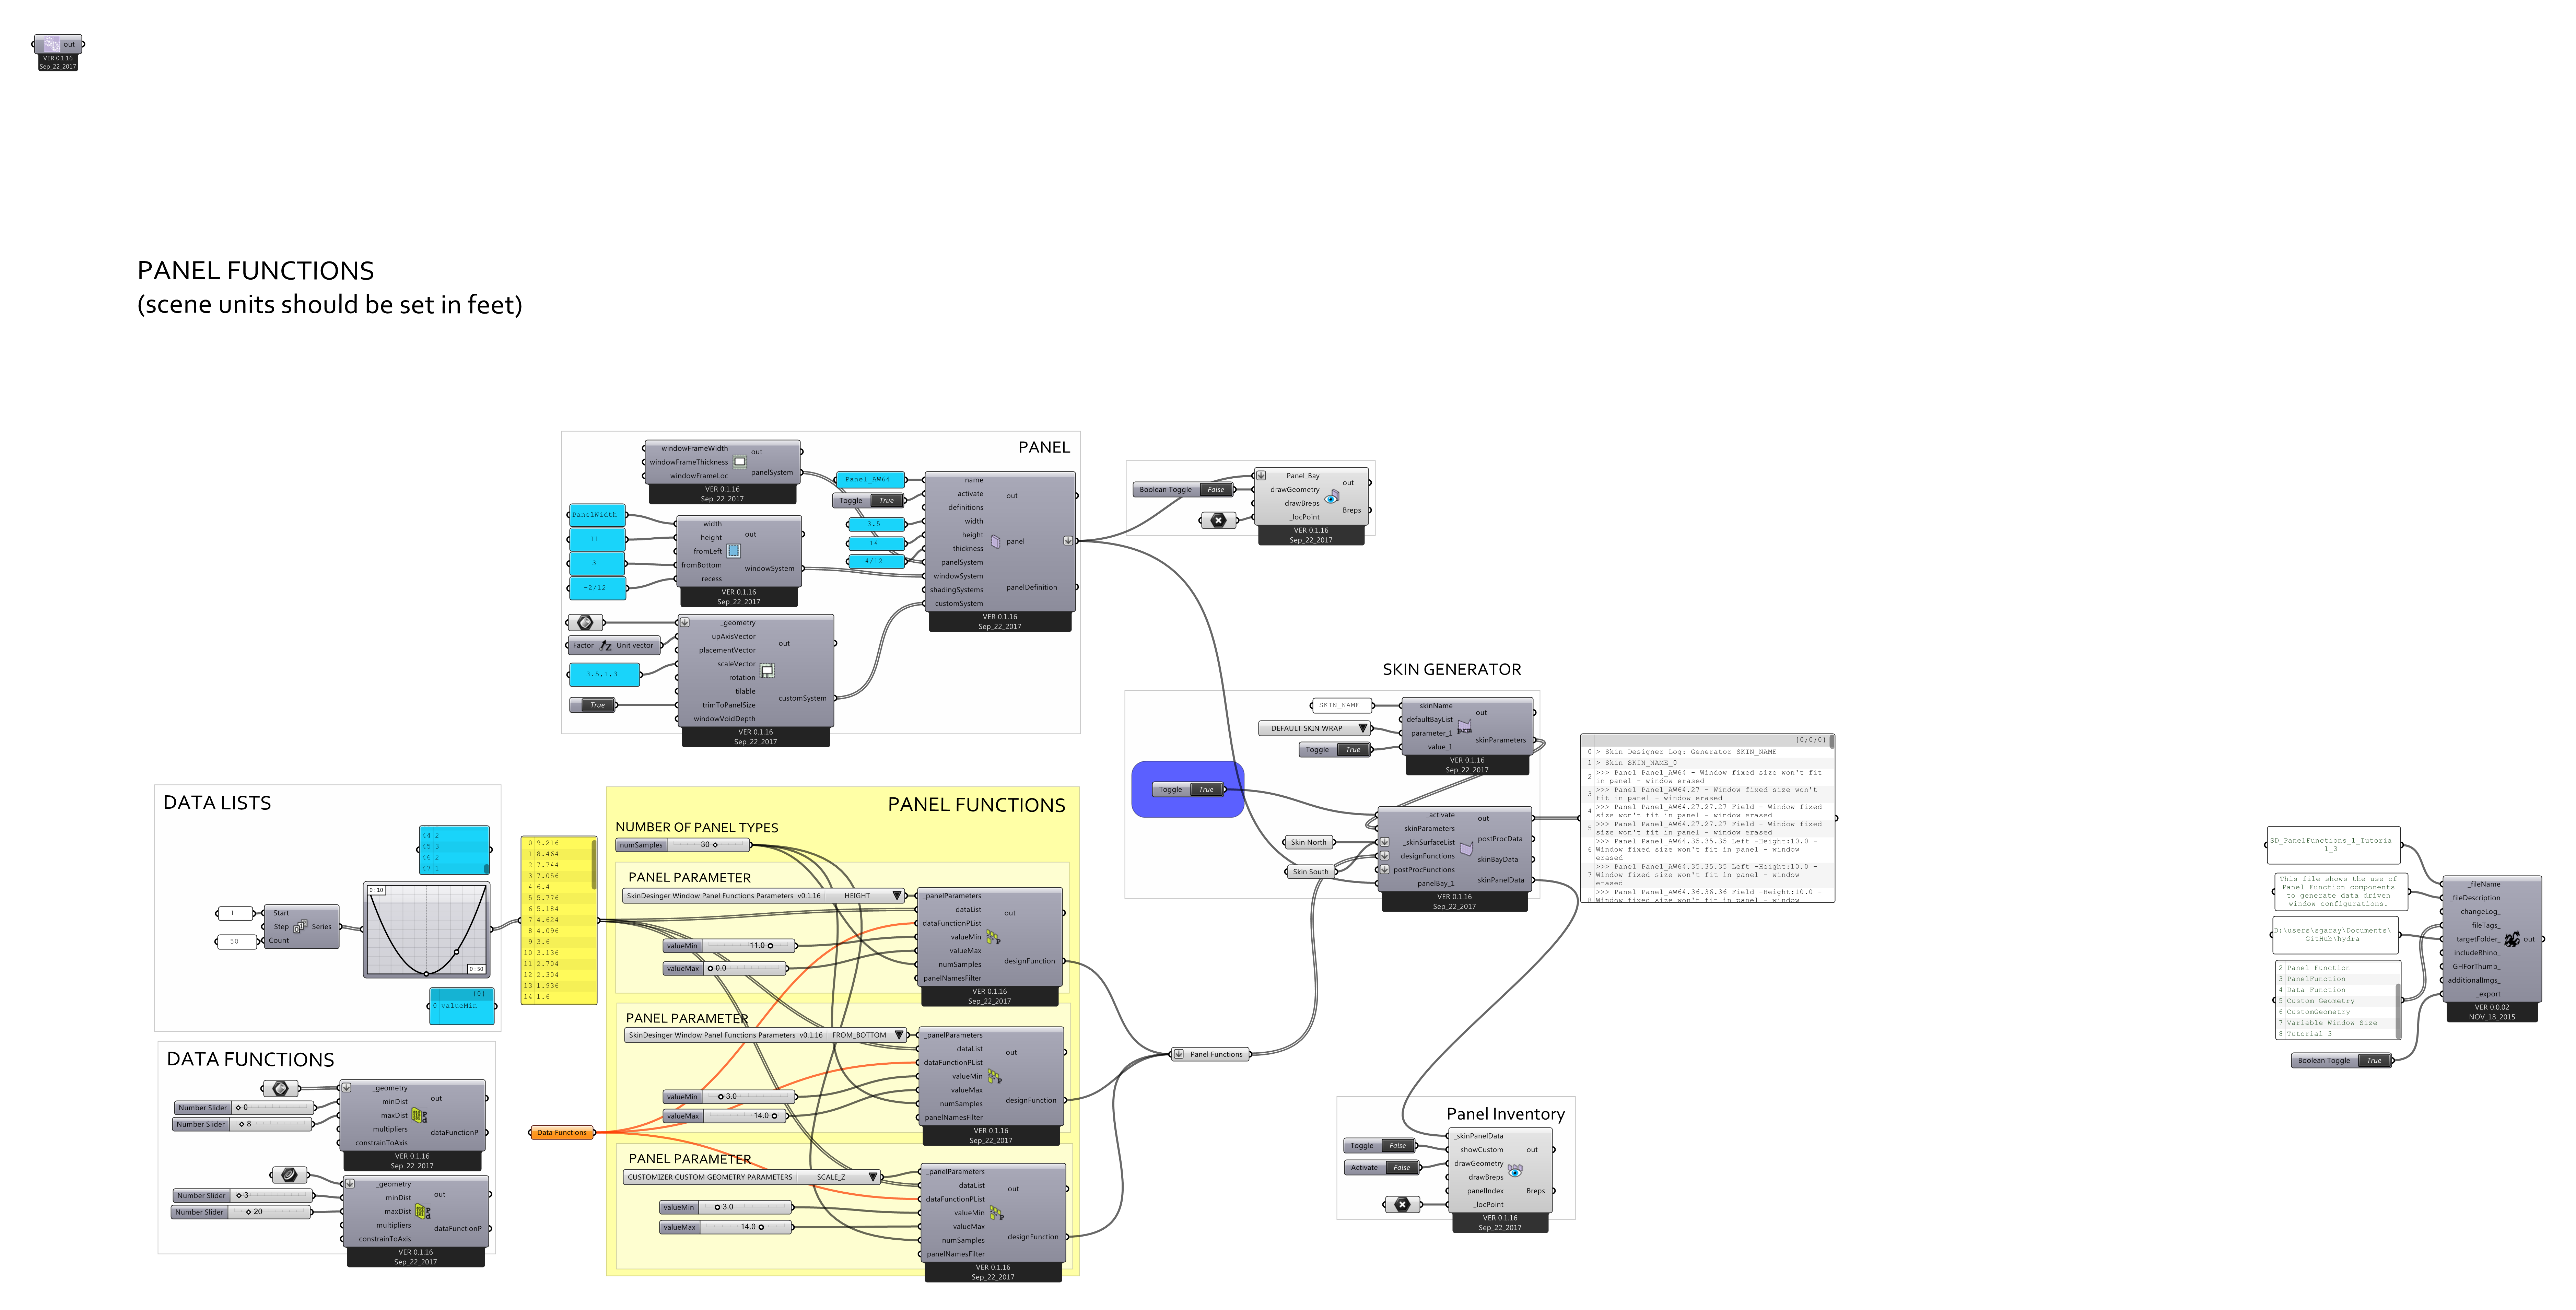 out
VER 0.1.16
Sep_22_2017
PANEL FUNCTIONS
(scene units should be set in feet)
PANEL
windowFrameWidth
windowFrameThickness
windowFrameLoc
out
panelSystem
VER 0.1.16
Sep_22_2017
PanelWidth
11
3
-2/12
width
height
fromLeft
fromBottom
recess
out
windowSystem
VER 0.1.16
Sep_22_2017
Factor
Unit vector
3.5,1,3
True
_geometry
upAxisVector
placementVector
scaleVector
rotation
tilable
trimToPanelSize
windowVoidDepth
out
customSystem
VER 0.1.16
Sep_22_2017
Panel_AW64
Toggle True
3.5
14
4/12
name
activate
definitions
width
height
thickness
panelSystem
windowSystem
shadingSystems
customSystem
out
panel
panelDefinition
VER 0.1.16
Sep_22_2017
Boolean Toggle False
Panel_Bay
drawGeometry
drawBreps
_locPoint
out
Breps
VER 0.1.16
Sep_22_2017
SKIN GENERATOR
SKIN_NAME
DEFAULT SKIN WRAP
Toggle True
skinName
defaultBayList
parameter_1
value_1
out
skinParameters
VER 0.1.16
Sep_22_2017
Toggle True
Skin North
Skin South
_activate
skinParameters
_skinSurfaceList
designFunctions
postProcFunctions
panelBay_1
out
postProcData
skinBayData
skinPanelData
VER 0.1.16
Sep_22_2017
{0;0;0}
0 > Skin Designer Log: Generator SKIN_NAME
1 > Skin SKIN_NAME_0
2 >>> Panel Panel_AW64 - Window fixed size won't fit
in panel - window erased
3 >>> Panel Panel_AW64.27 - Window fixed size won't
fit in panel - window erased
4 >>> Panel Panel_AW64.27.27.27 Field - Window fixed
size won't fit in panel - window erased
5 >>> Panel Panel_AW64.27.27.27 Field - Window fixed
size won't fit in panel - window erased
6 >>> Panel Panel_AW64.35.35.35 Left -Height:10.0 -
Window fixed size won't fit in panel - window
erased
7 >>> Panel Panel_AW64.35.35.35 Left -Height:10.0 -
Window fixed size won't fit in panel - window
erased
8 >>> Panel Panel_AW64.36.36.36 Field -Height:10.0 -
Window fixed size won't fit in panel - window
DATA LISTS
44 2
45 3
46 2
47 1
1
50
Start
Step
Count
Series
0 : 10
0 : 50
{0}
0 valueMin
0 9.216
1 8.464
2 7.744
3 7.056
4 6.4
5 5.776
6 5.184
7 4.624
8 4.096
9 3.6
10 3.136
11 2.704
12 2.304
13 1.936
14 1.6
DATA FUNCTIONS
Number Slider 0
Number Slider 8
_geometry
minDist
maxDist
multipliers
constrainToAxis
out
dataFunctionP
VER 0.1.16
Sep_22_2017
Number Slider 3
Number Slider 20
_geometry
minDist
maxDist
multipliers
constrainToAxis
out
dataFunctionP
VER 0.1.16
Sep_22_2017
Data Functions
PANEL FUNCTIONS
NUMBER OF PANEL TYPES
numSamples 30
PANEL PARAMETER
SkinDesigner Window Panel Functions Parameters v0.1.16 HEIGHT
valueMin 11.0
valueMax 0.0
_panelParameters
dataList
dataFunctionPList
valueMin
valueMax
numSamples
panelNamesFilter
out
designFunction
VER 0.1.16
Sep_22_2017
PANEL PARAMETER
SkinDesinger Window Panel Functions Parameters v0.1.16 FROM_BOTTOM
valueMin 3.0
valueMax 14.0
_panelParameters
dataList
dataFunctionPList
valueMin
valueMax
numSamples
panelNamesFilter
out
designFunction
VER 0.1.16
Sep_22_2017
PANEL PARAMETER
CUSTOMIZER CUSTOM GEOMETRY PARAMETERS SCALE_Z
valueMin 3.0
valueMax 14.0
_panelParameters
dataList
dataFunctionPList
valueMin
valueMax
numSamples
panelNamesFilter
out
designFunction
VER 0.1.16
Sep_22_2017
Panel Functions
Panel Inventory
Toggle False
Activate False
_skinPanelData
showCustom
drawGeometry
drawBreps
panelIndex
_locPoint
out
Breps
VER 0.1.16
Sep_22_2017
SD_PanelFunctions_1_Tutoria
l_3
This file shows the use of
Panel Function components
to generate data driven
window configurations.
D:\users\sgaray\Documents\
GitHub\hydra
2 Panel Function
3 PanelFunction
4 Data Function
5 Custom Geometry
6 CustomGeometry
7 Variable Window Size
8 Tutorial 3
Boolean Toggle True
_fileName
_fileDescription
changeLog_
fileTags_
targetFolder_
includeRhino_
GHForThumb_
additionalImgs_
_export
out
VER 0.0.02
NOV_18_2015